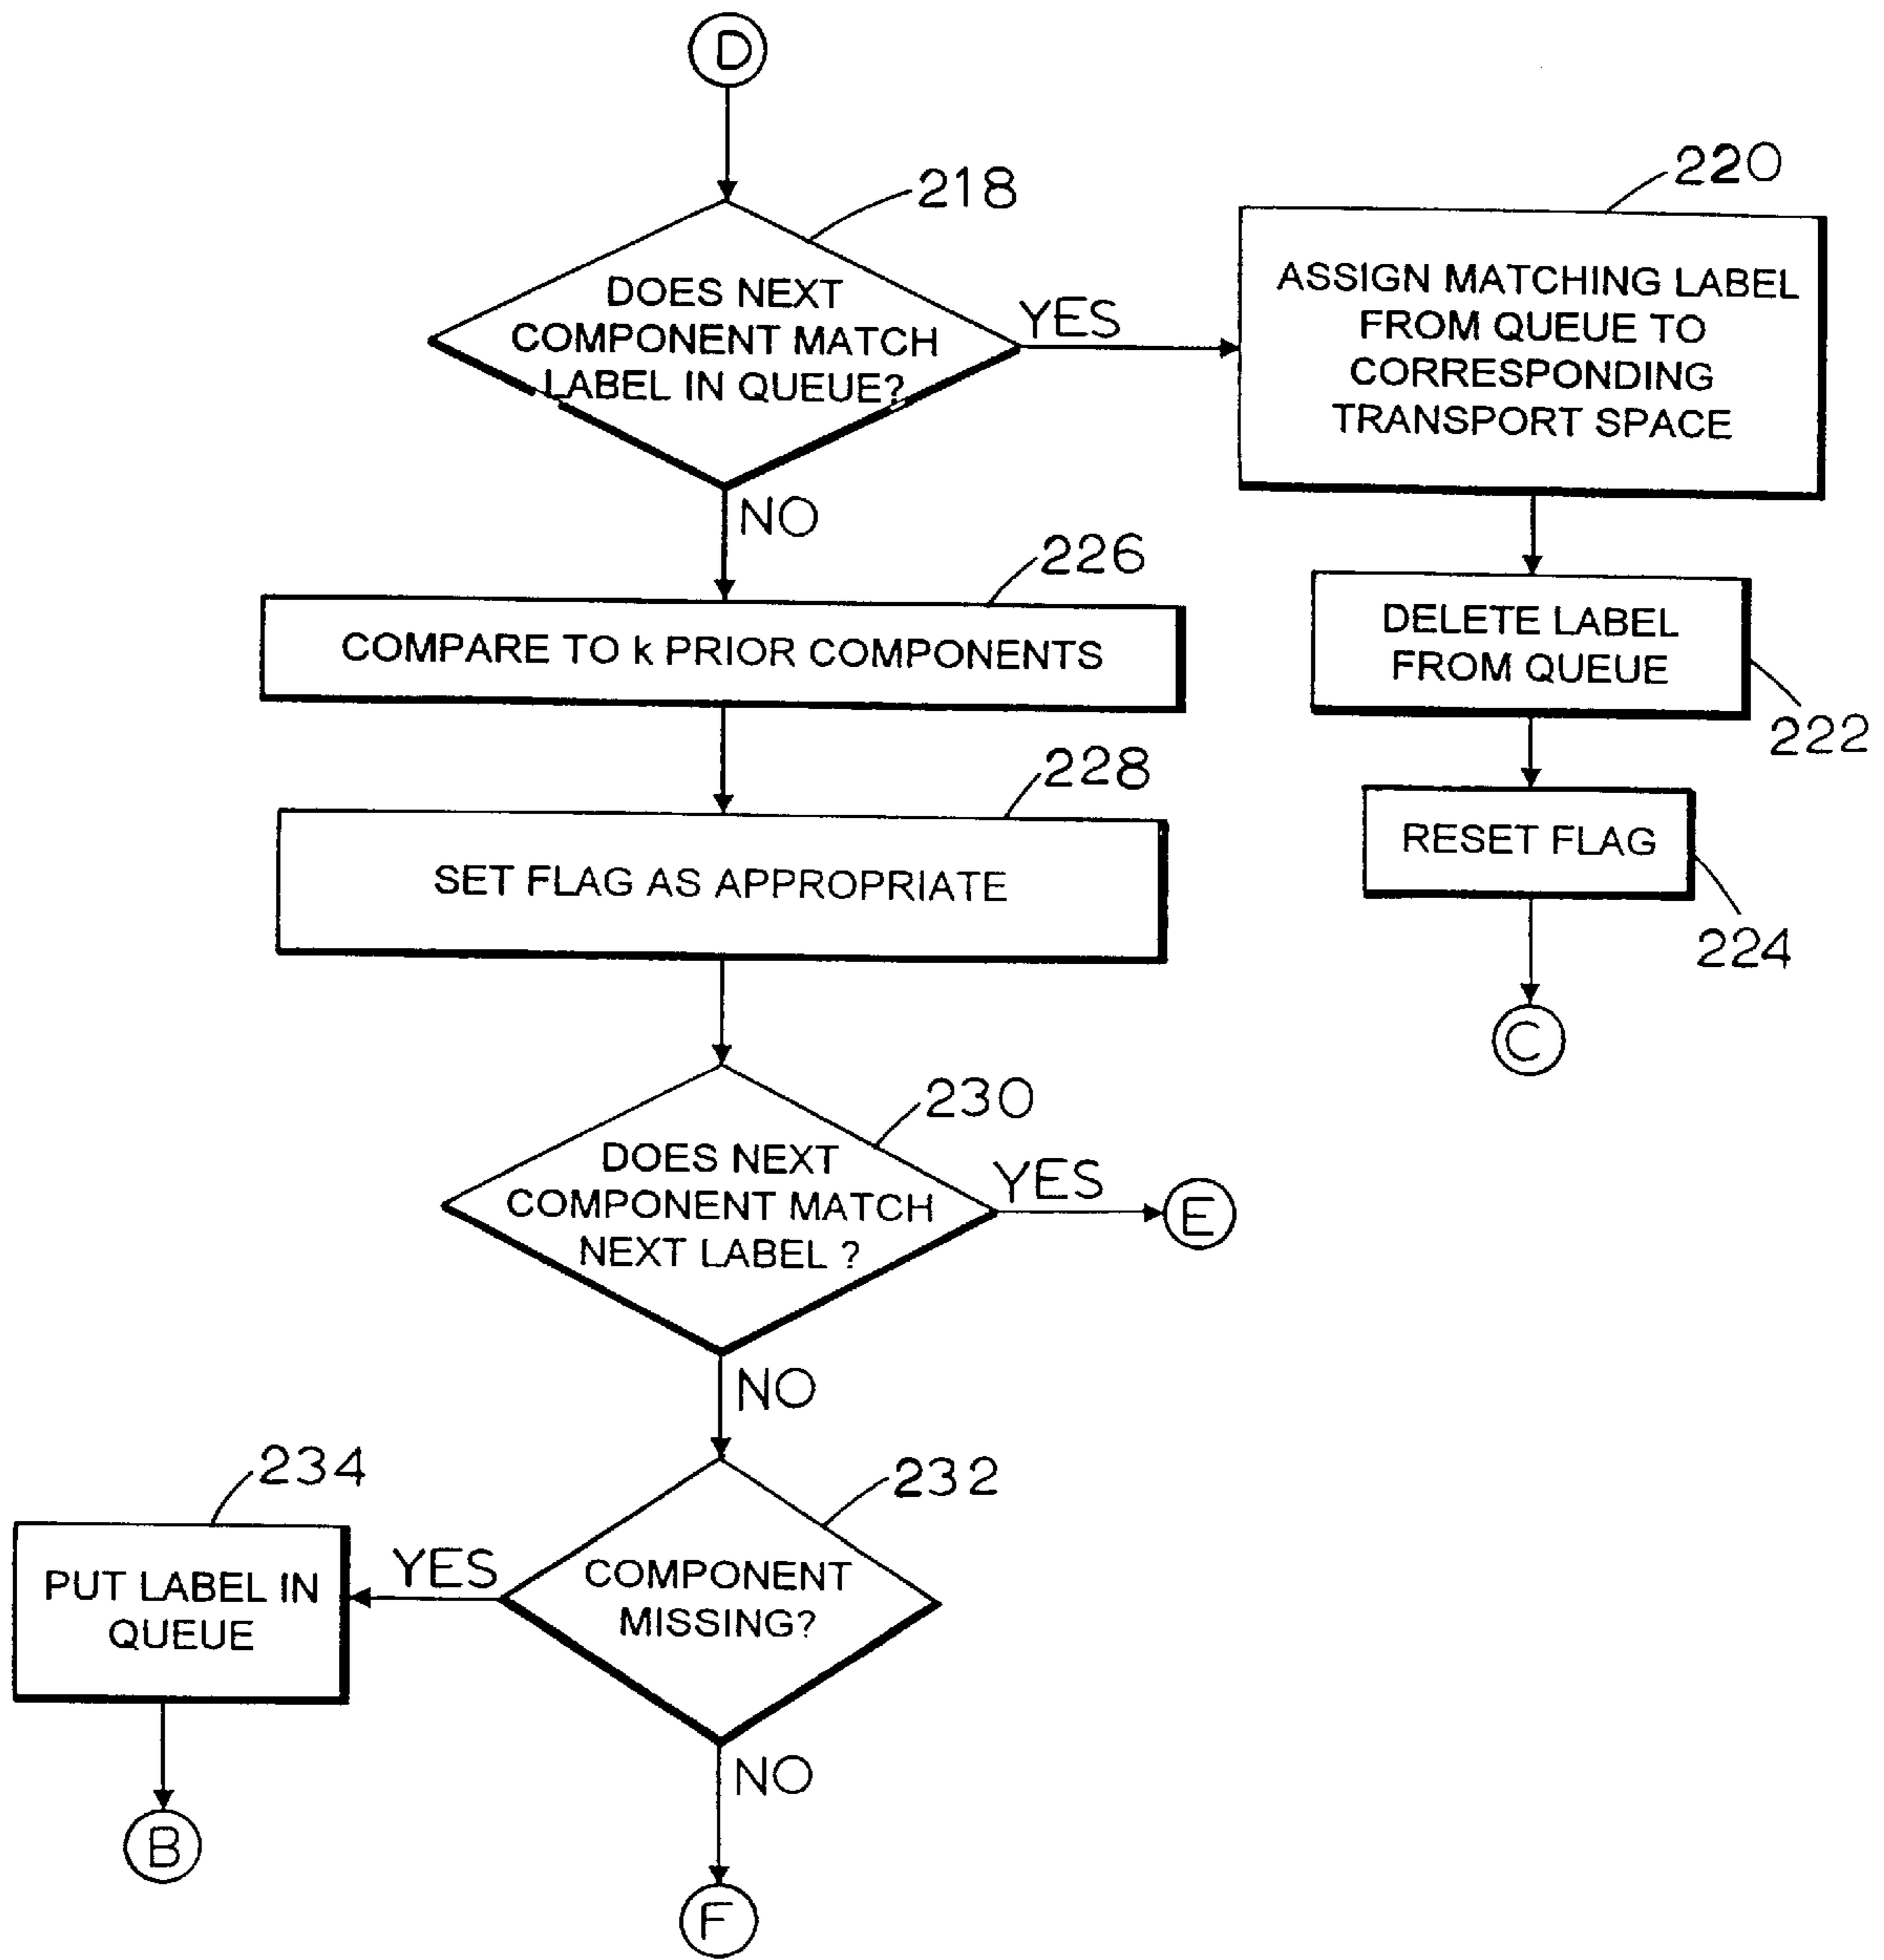 D
218
DOES NEXT
COMPONENT MATCH
LABEL IN QUEUE?
YES
NO
220
ASSIGN MATCHING LABEL
FROM QUEUE TO
CORRESPONDING
TRANSPORT SPACE
DELETE LABEL
FROM QUEUE
222
RESET FLAG
224
C
226
COMPARE TO k PRIOR COMPONENTS
228
SET FLAG AS APPROPRIATE
230
DOES NEXT
COMPONENT MATCH
NEXT LABEL ?
YES
E
NO
232
COMPONENT
MISSING?
YES
234
PUT LABEL IN
QUEUE
B
NO
F